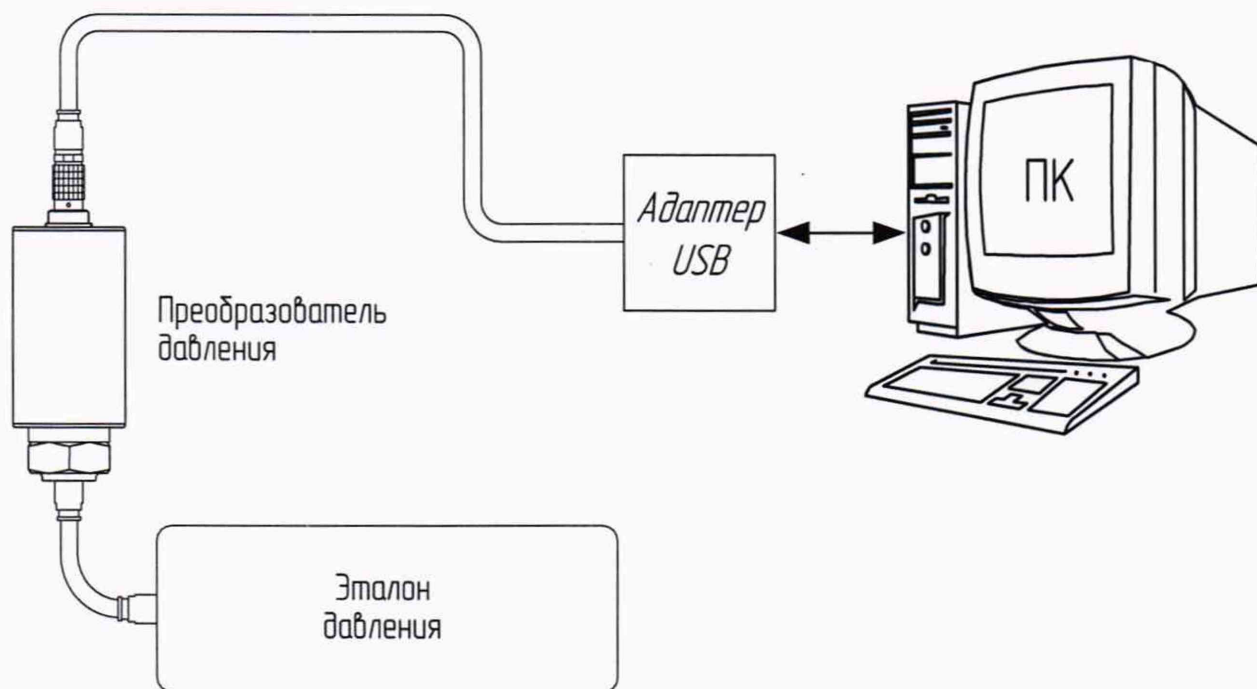 Адаптер
USB
ПК
Преобразователь
давления
Эталон
давления